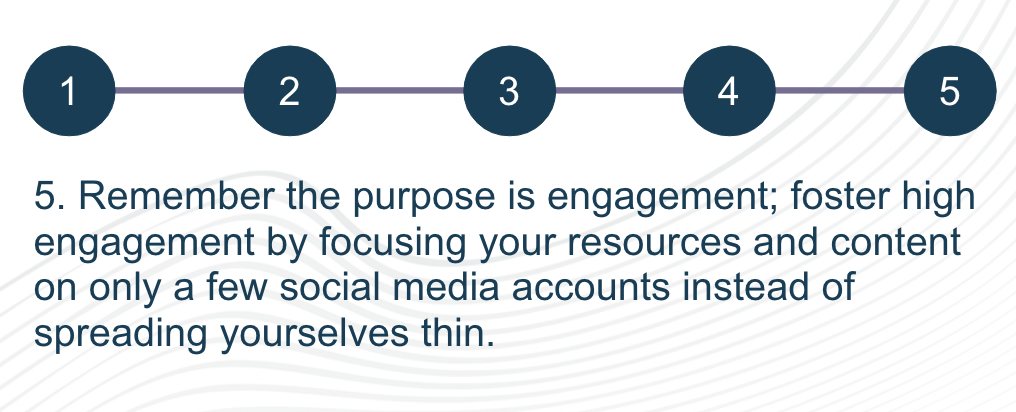 1 2 3 4 5
5. Remember the purpose is engagement; foster high
engagement by focusing your resources and content
on only a few social media accounts instead of
spreading yourselves thin.